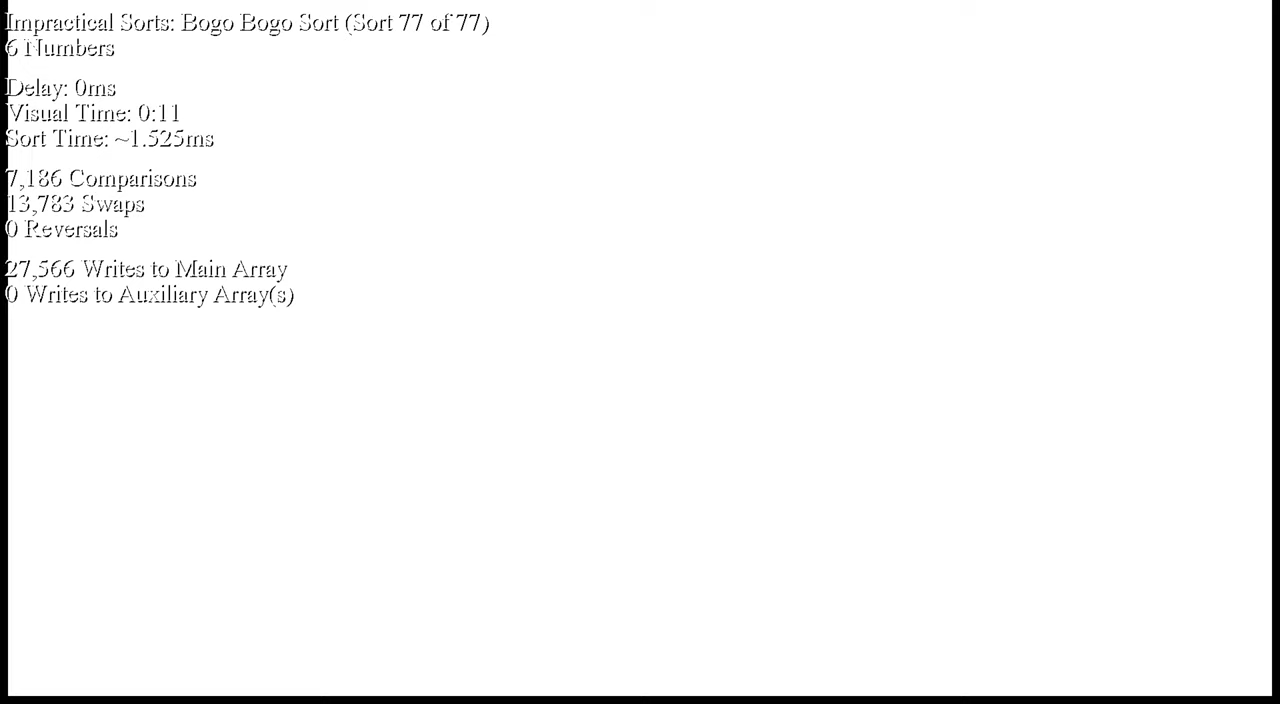 Impractical Sorts: Bogo Bogo Sort (Sort 77 of 77)
6 Numbers
Delay: 0ms
Visual Time: 0:11
Sort Time: ~1.525ms
7,186 Comparisons
13,783 Swaps
0 Reversals
27,566 Writes to Main Array
0 Writes to Auxiliary Array(s)